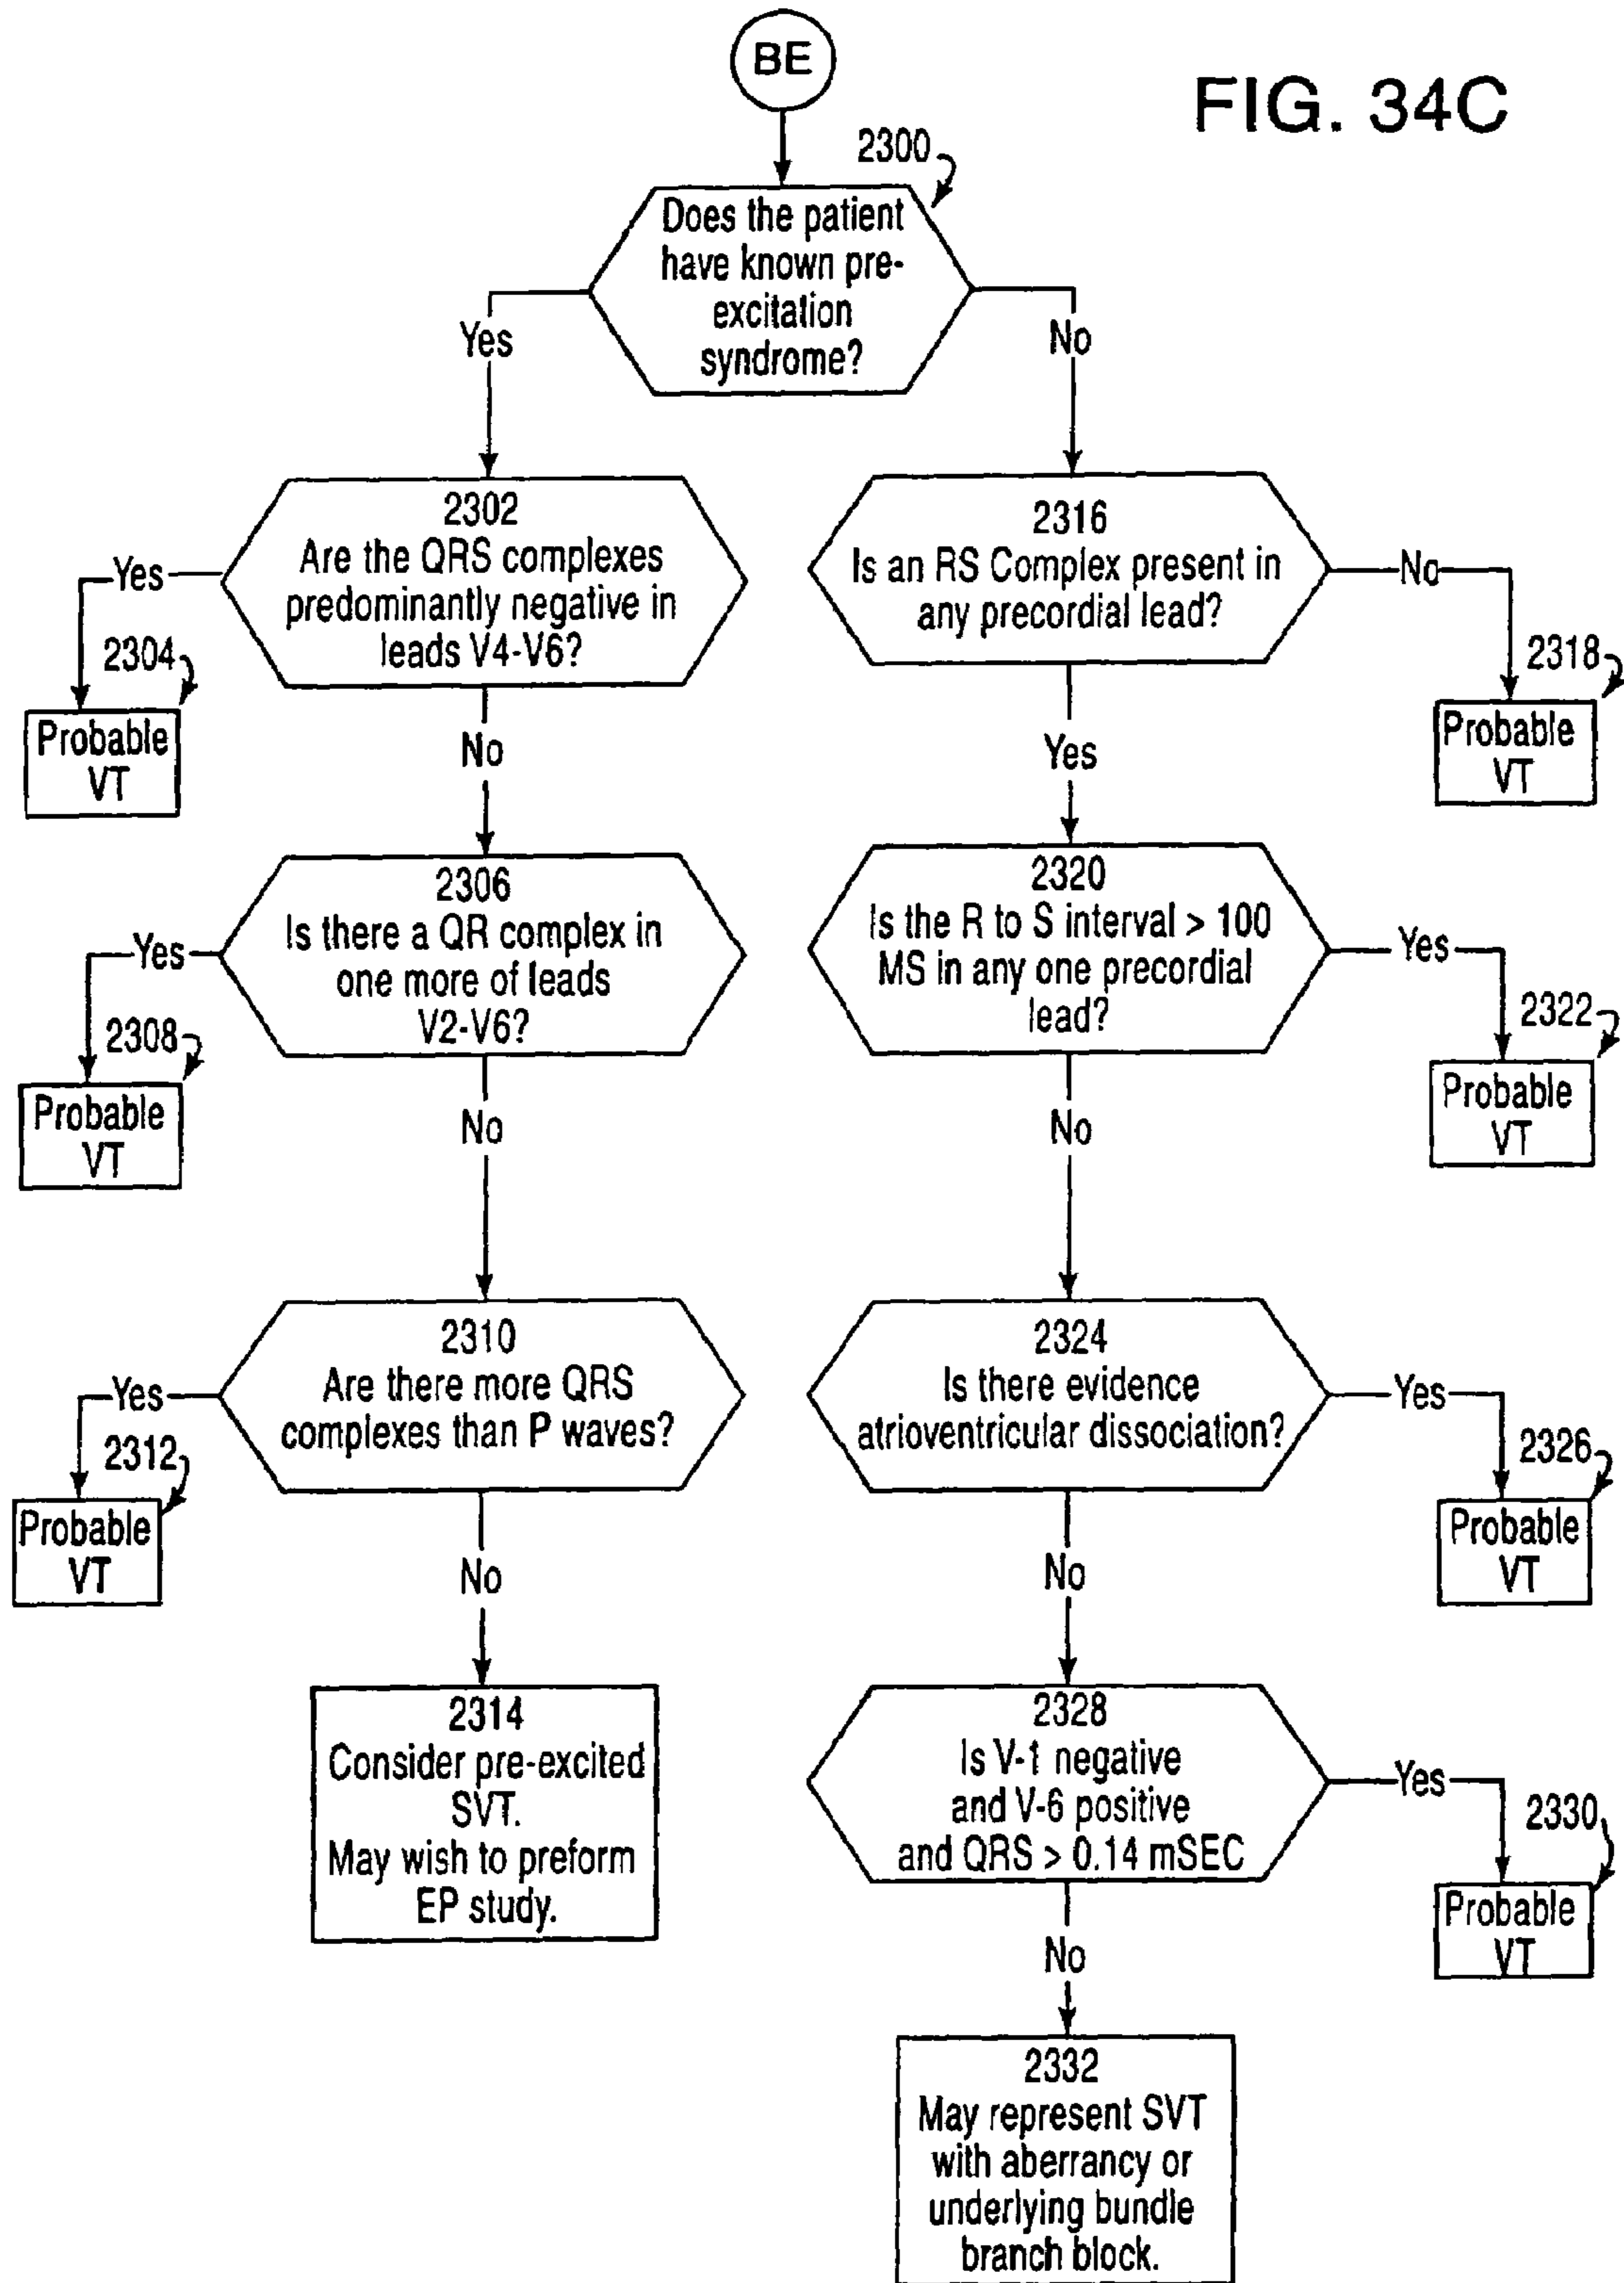 BE
FIG. 34C
2300
Does the patient
have known pre-
excitation
syndrome?
Yes
No
2302
Are the QRS complexes
predominantly negative in
leads V4-V6?
Yes
2304
Probable
VT
No
2316
Is an RS Complex present in
any precordial lead?
No
2318
Probable
VT
Yes
2306
Is there a QR complex in
one more of leads
V2-V6?
Yes
2308
Probable
VT
No
2320
Is the R to S interval > 100
MS in any one precordial
lead?
Yes
2322
Probable
VT
No
2310
Are there more QRS
complexes than P waves?
Yes
2312
Probable
VT
No
2324
Is there evidence
atrioventricular dissociation?
Yes
2326
Probable
VT
No
2314
Consider pre-excited
SVT.
May wish to preform
EP study.
2328
Is V-1 negative
and V-6 positive
and QRS > 0.14 mSEC
Yes
2330
Probable
VT
No
2332
May represent SVT
with aberrancy or
underlying bundle
branch block.